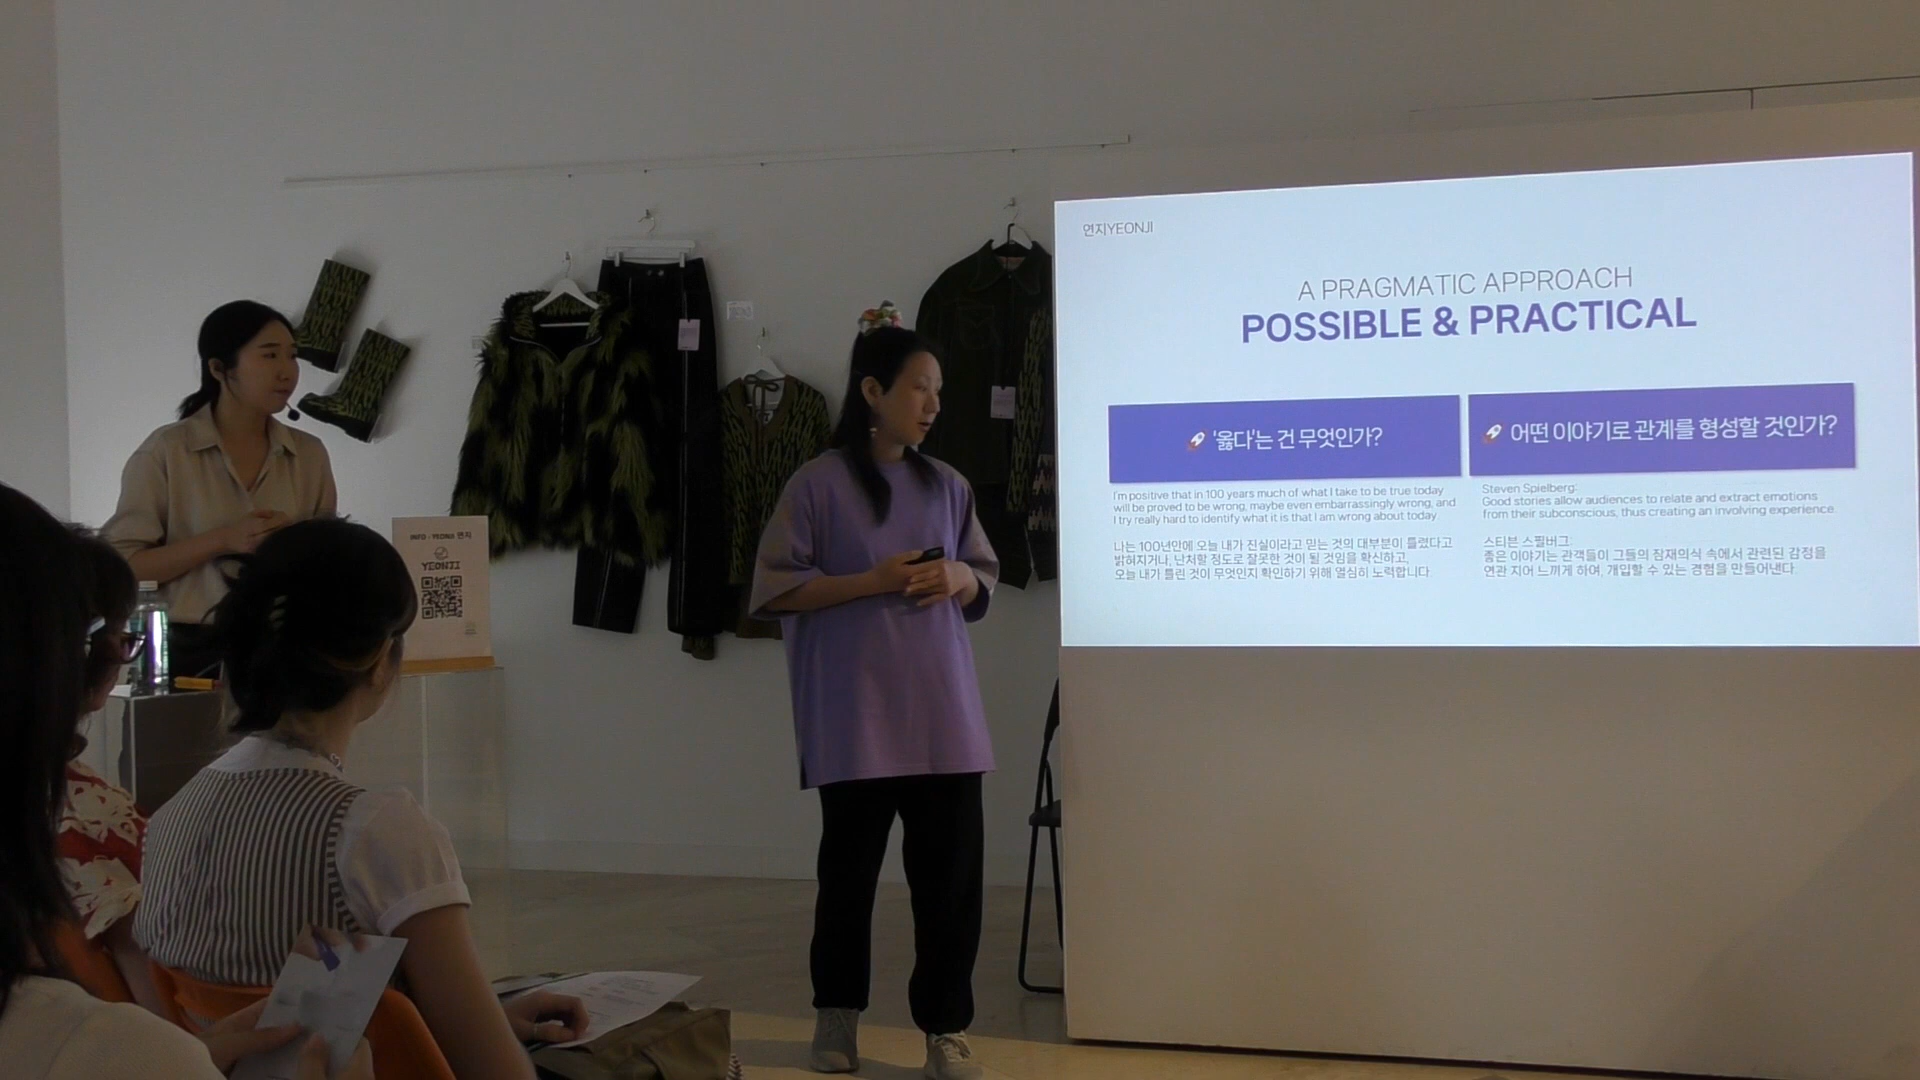 연지YEONJI
A PRAGMATIC APPROACH
POSSIBLE & PRACTICAL
'옳다'는 건 무엇인가?
I'm positive that in 100 years much of what I take to be true today
will be proved to be wrong, maybe even embarrassingly wrong, and
I try really hard to identify what it is that I am wrong about today.
나는 100년안에 오늘 내가 진실이라고 믿는 것의 대부분이 틀렸다고
밝혀지거나, 난처할 정도로 잘못한 것이 될 것임을 확신하고,
오늘 내가 틀린 것이 무엇인지 확인하기 위해 열심히 노력합니다.
어떤 이야기로 관계를 형성할 것인가?
Steven Spielberg:
Good stories allow audiences to relate and extract emotions
from their subconscious, thus creating an involving experience.
스티븐 스필버그:
좋은 이야기는 관객들이 그들의 잠재의식 속에서 관련된 감정을
연관 지어 느끼게 하며, 개입할 수 있는 경험을 만들어낸다.
INFO - YEONJI 연지
YEONJI